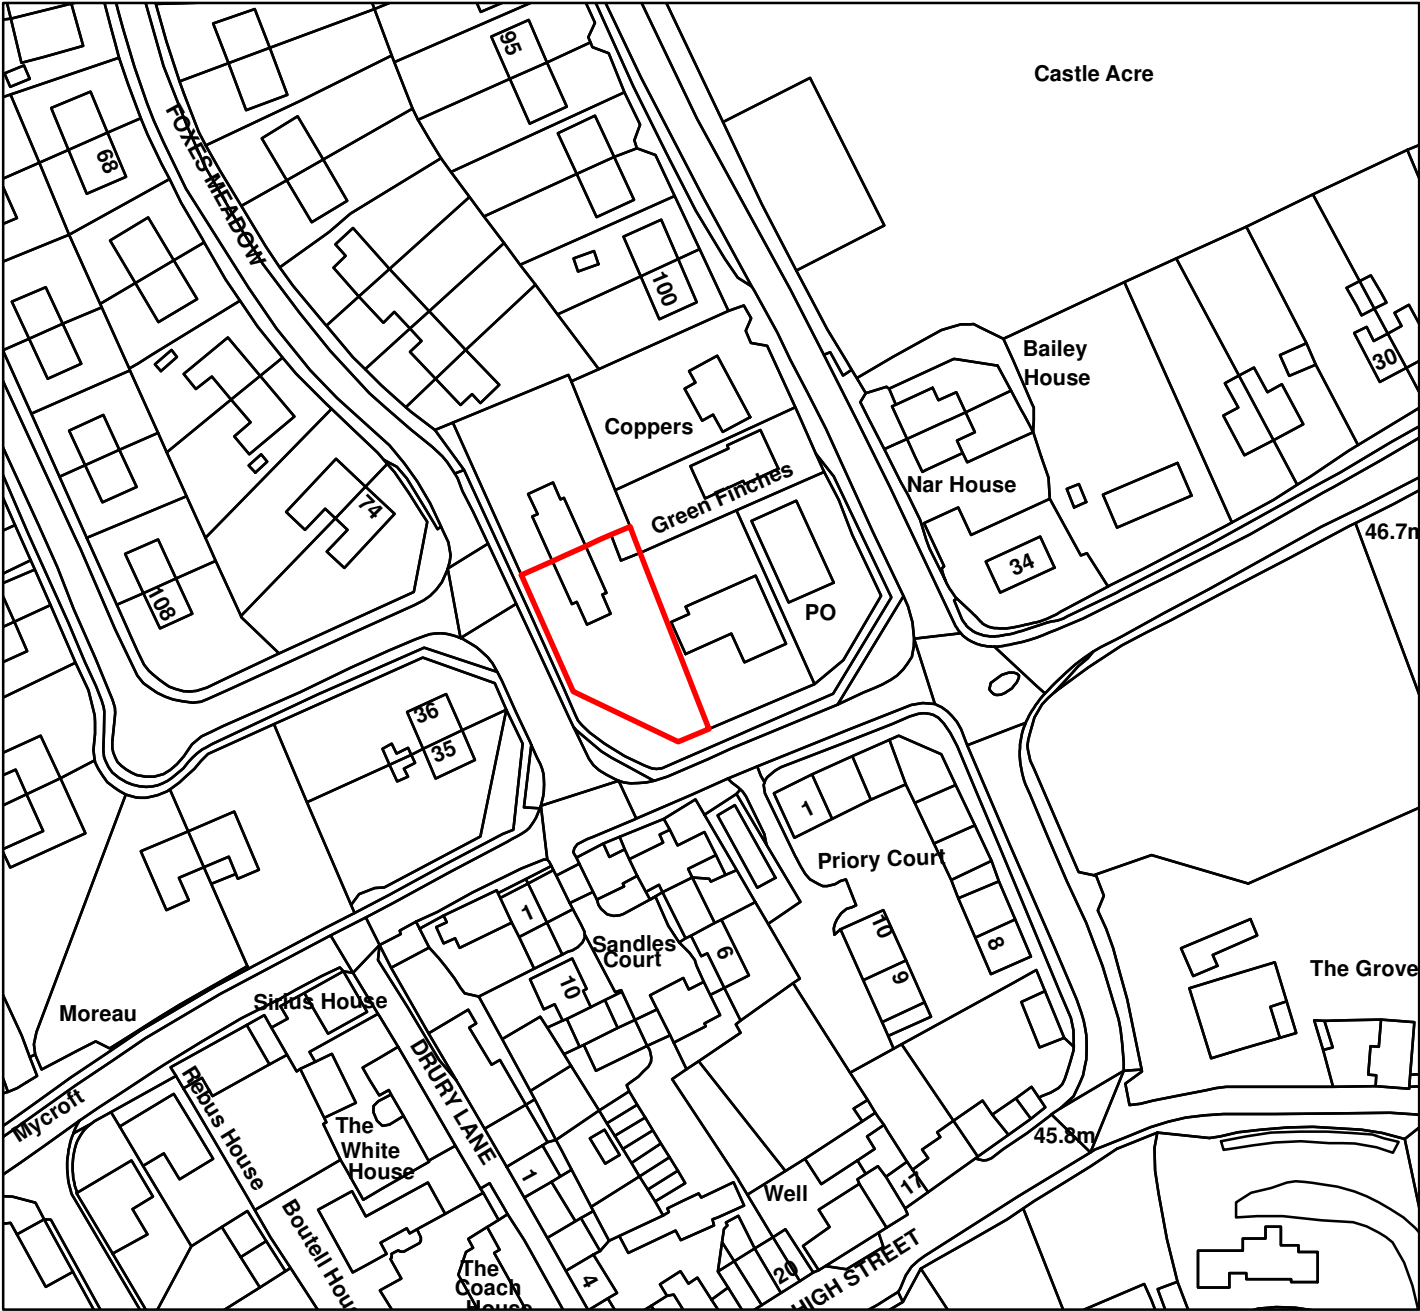 95
Castle Acre
68
FOXES MEADOW
100
Bailey
House
30
Coppers
Green Finches
Nar House
74
46.7m
34
108
PO
36
35
1
Priory Court
1
Sandles
Court
10
6
10
9
8
The Grove
Sirius House
Moreau
DRURY LANE
Rebus House
Mycroft
The
White
House
45.8m
1
17
Well
Boutell Hou
HIGH STREET
20
4
The
Coach
House